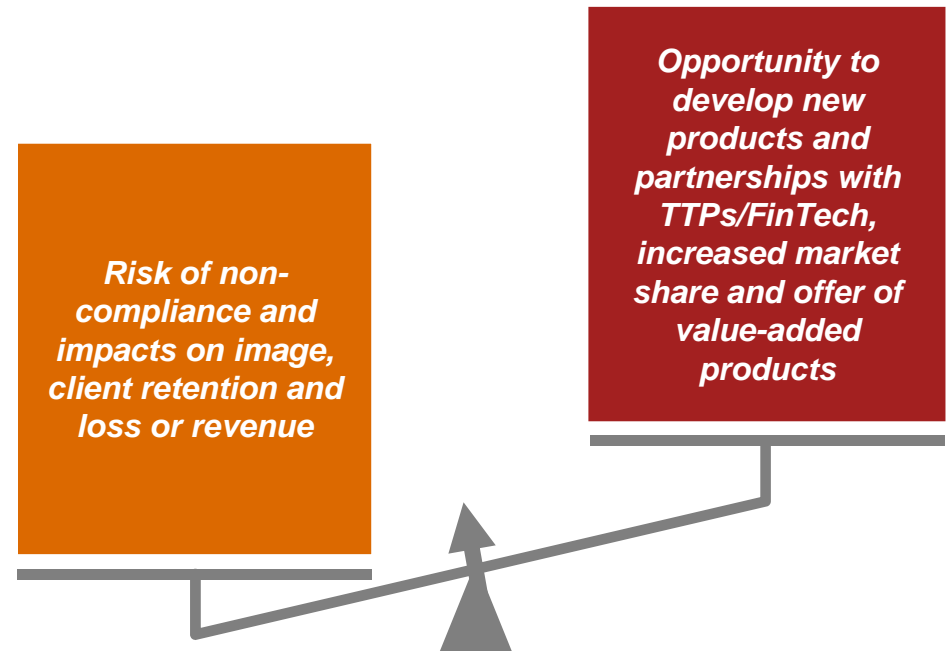 Risk of non-
compliance and
impacts on image,
client retention and
loss or revenue
Opportunity to
develop new
products and
partnerships with
TTPs/FinTech,
increased market
share and offer of
value-added
products